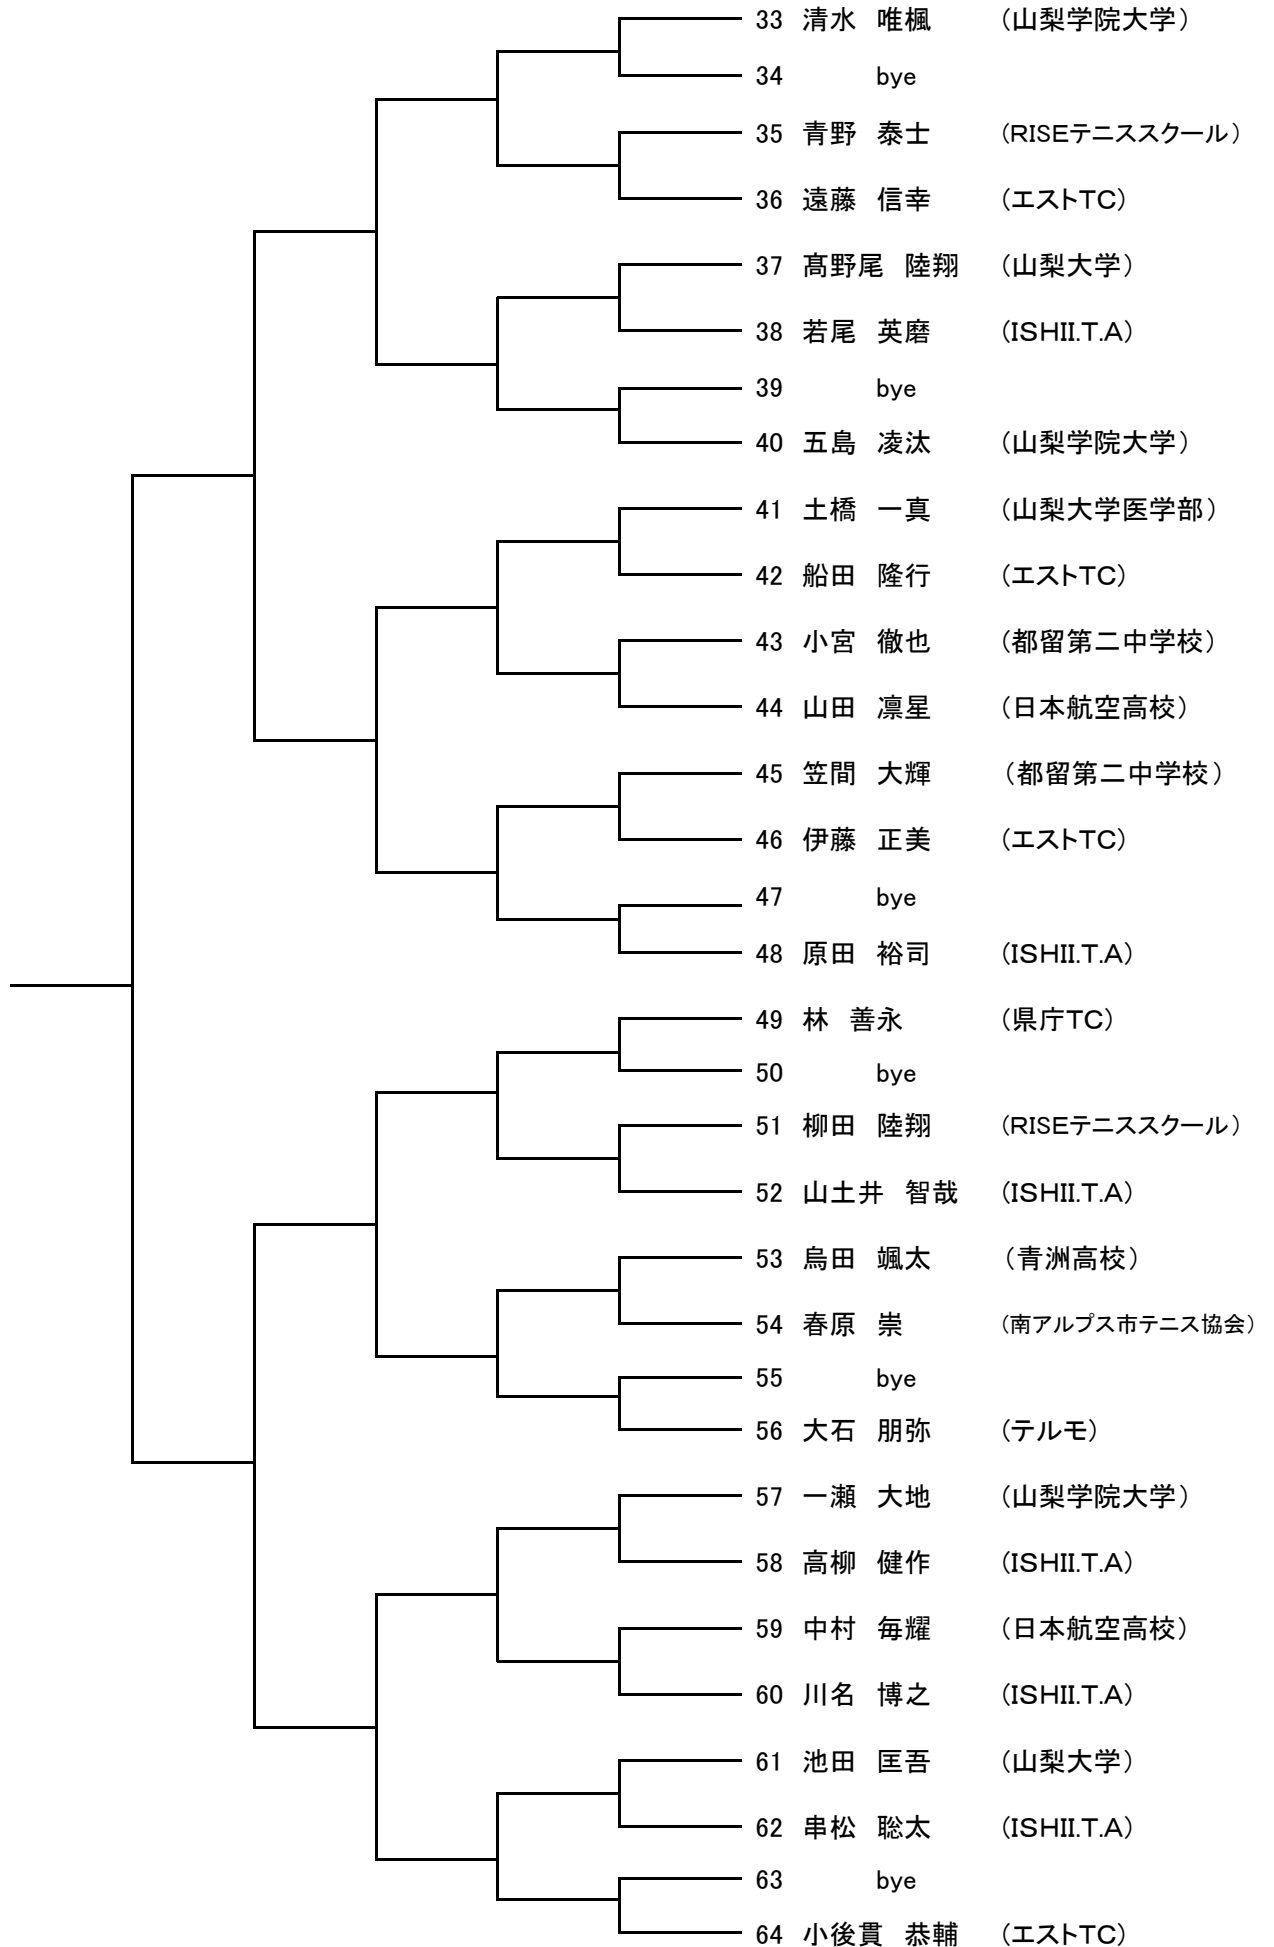 33 清水 唯楓 (山梨学院大学)
34 bye
35 青野 泰士 (RISEテニススクール)
36 遠藤 信幸 (エストTC)
37 髙野尾 陸翔 (山梨大学)
38 若尾 英磨 (ISHII.T.A)
39 bye
40 五島 凌汰 (山梨学院大学)
41 土橋 一真 (山梨大学医学部)
42 船田 隆行 (エストTC)
43 小宮 徹也 (都留第二中学校)
44 山田 凛星 (日本航空高校)
45 笠間 大輝 (都留第二中学校)
46 伊藤 正美 (エストTC)
47 bye
48 原田 裕司 (ISHII.T.A)
49 林 善永 (県庁TC)
50 bye
51 柳田 陸翔 (RISEテニススクール)
52 山土井 智哉 (ISHII.T.A)
53 烏田 颯太 (青洲高校)
54 春原 崇 (南アルプス市テニス協会)
55 bye
56 大石 朋弥 (テルモ)
57 一瀬 大地 (山梨学院大学)
58 高柳 健作 (ISHII.T.A)
59 中村 毎耀 (日本航空高校)
60 川名 博之 (ISHII.T.A)
61 池田 匡吾 (山梨大学)
62 串松 聡太 (ISHII.T.A)
63 bye
64 小後貫 恭輔 (エストTC)